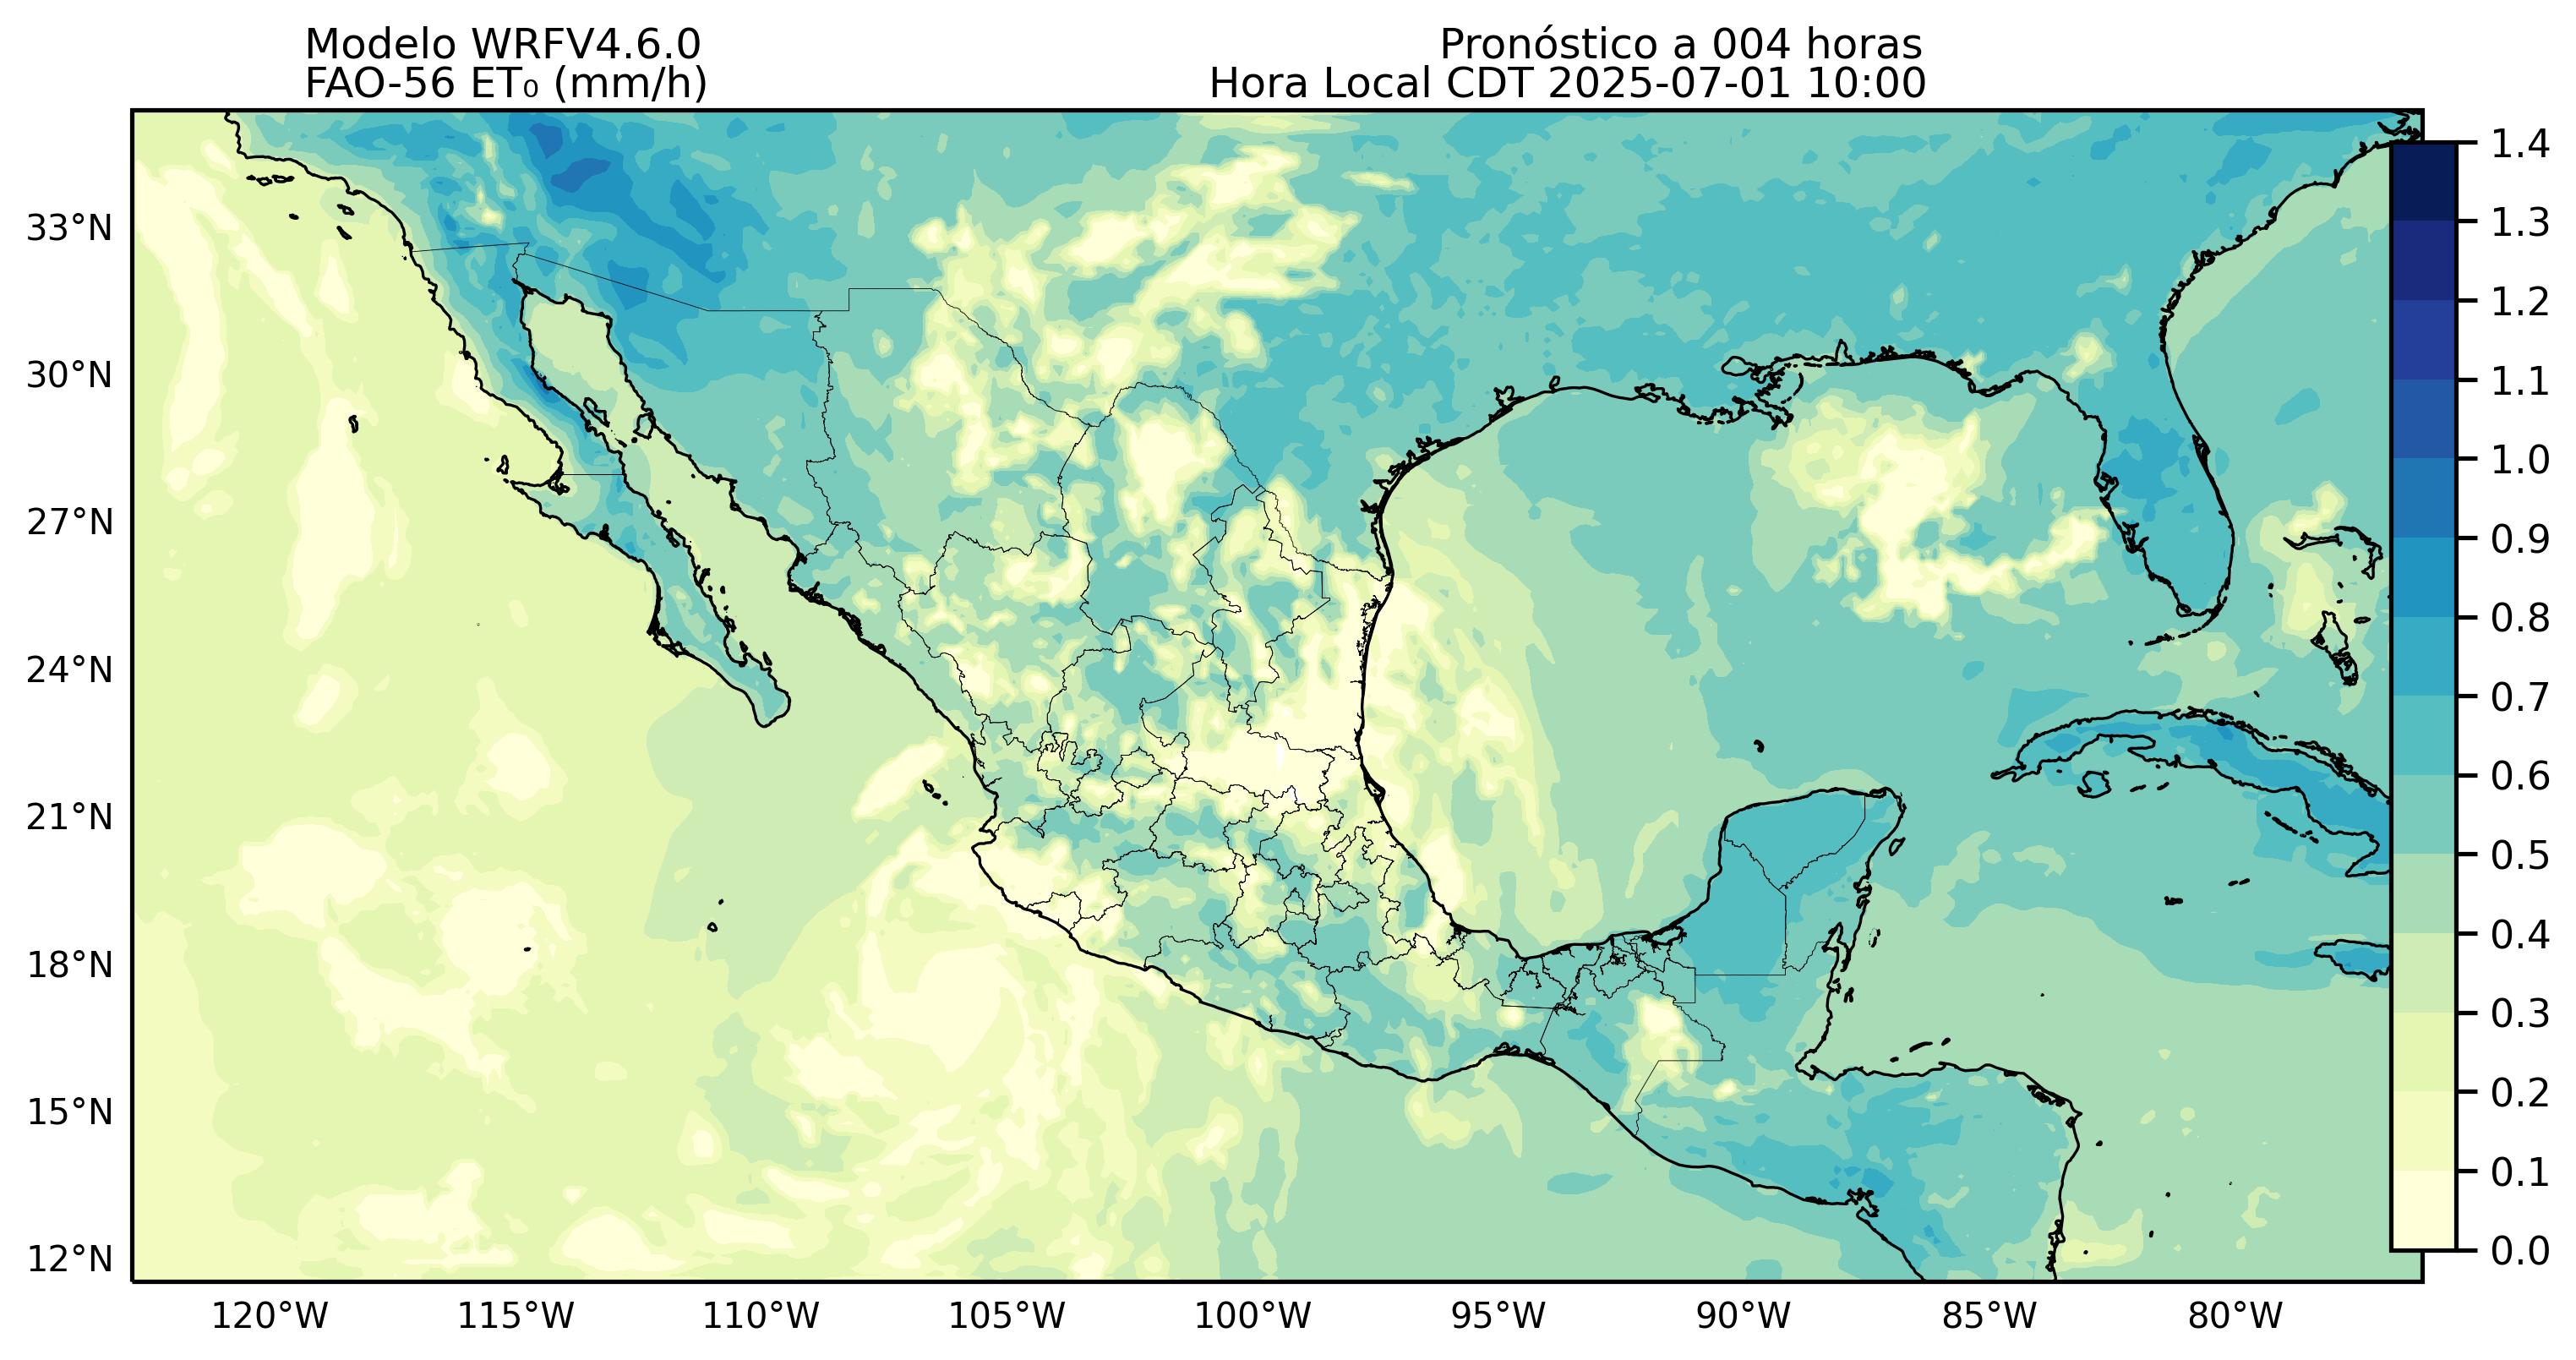 Modelo WRFV4.6.0
FAO-56 ET₀ (mm/h)
Pronóstico a 004 horas
Hora Local CDT 2025-07-01 10:00
33°N
30°N
27°N
24°N
21°N
18°N
15°N
12°N
120°W
115°W
110°W
105°W
100°W
95°W
90°W
85°W
80°W
1.4
1.3
1.2
1.1
1.0
0.9
0.8
0.7
0.6
0.5
0.4
0.3
0.2
0.1
0.0